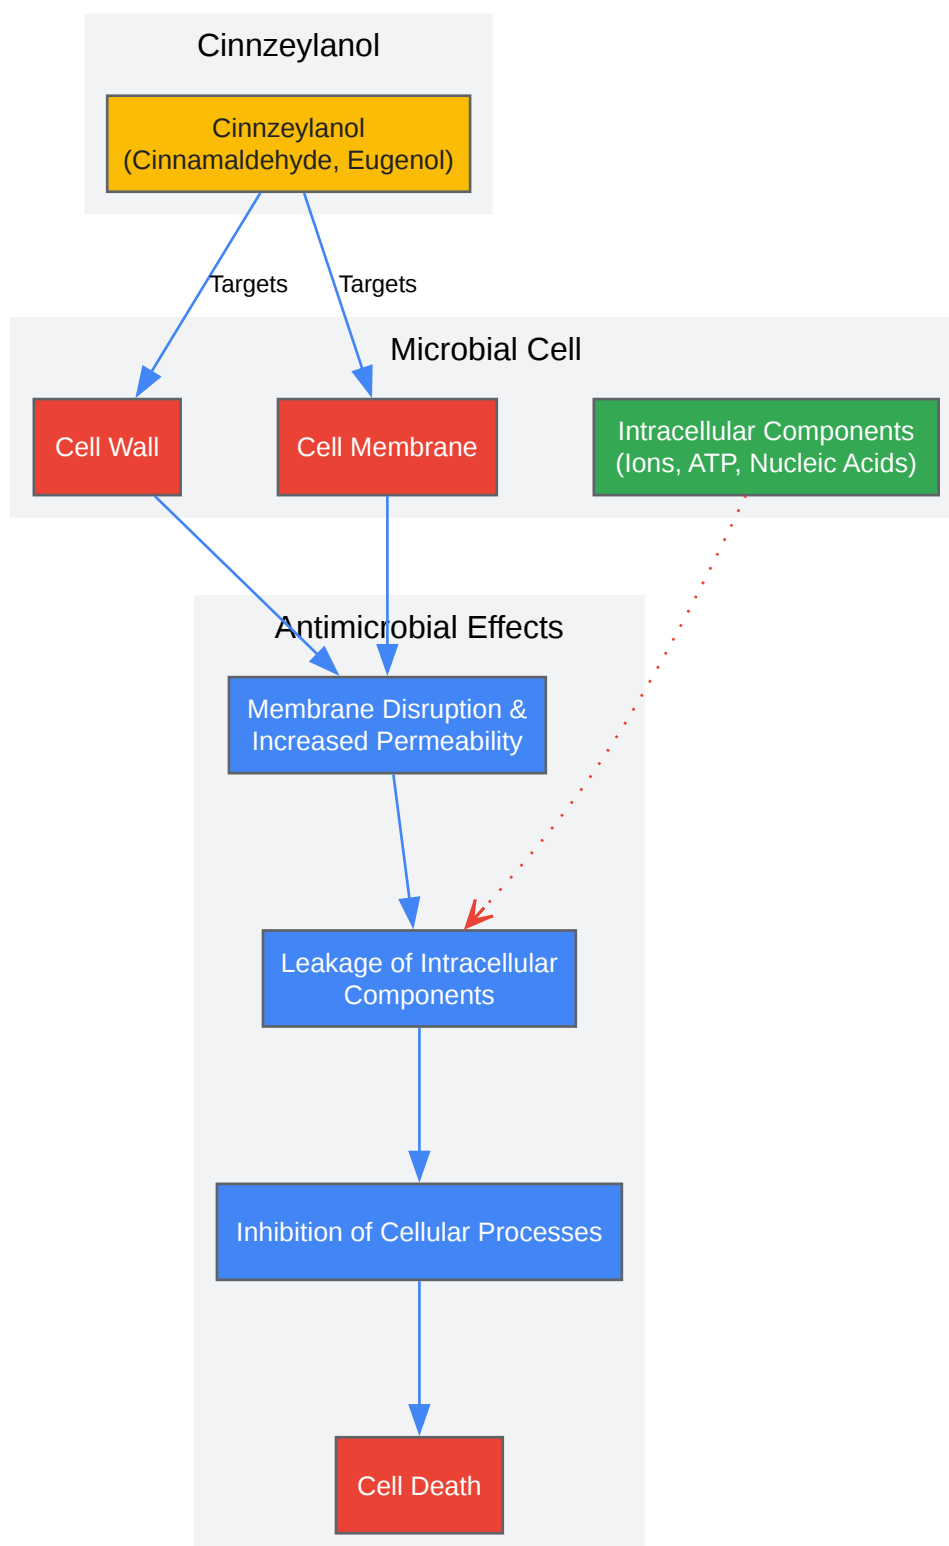 Cinnzeylanol
Cinnzeylanol
(Cinnamaldehyde, Eugenol)
Targets
Targets
Microbial Cell
Cell Wall
Cell Membrane
Intracellular Components
(Ions, ATP, Nucleic Acids)
Antimicrobial Effects
Membrane Disruption &
Increased Permeability
Leakage of Intracellular
Components
Inhibition of Cellular Processes
Cell Death